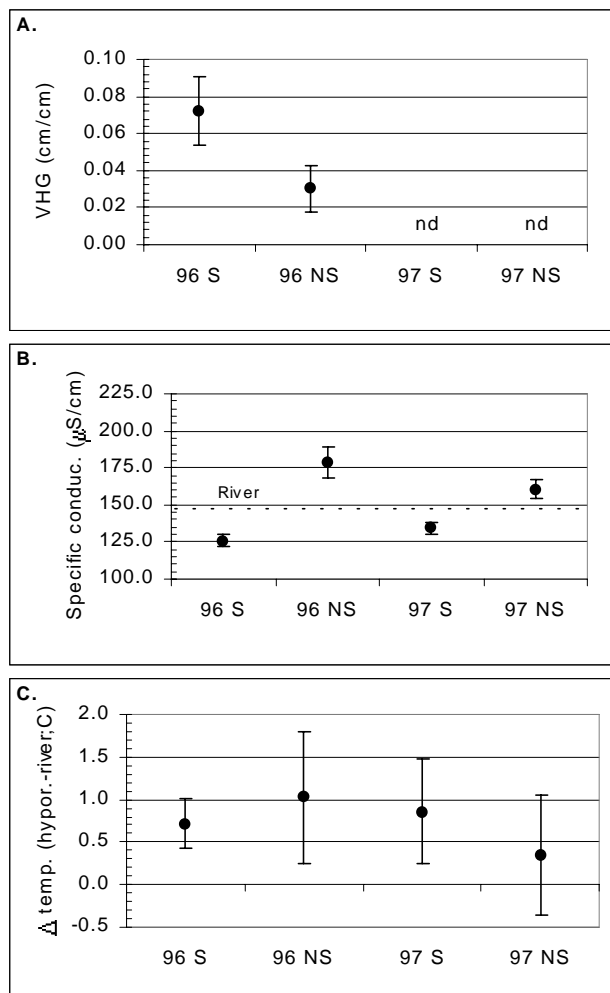 A.
VHG (cm/cm)
0.10
0.08
0.06
0.04
0.02
0.00
nd
nd
96 S
96 NS
97 S
97 NS
B.
Specific conduc. (µS/cm)
225.0
200.0
175.0
150.0
125.0
100.0
River
96 S
96 NS
97 S
97 NS
C.
Δ temp. (hypor.-river;C)
2.0
1.5
1.0
0.5
0.0
-0.5
96 S
96 NS
97 S
97 NS